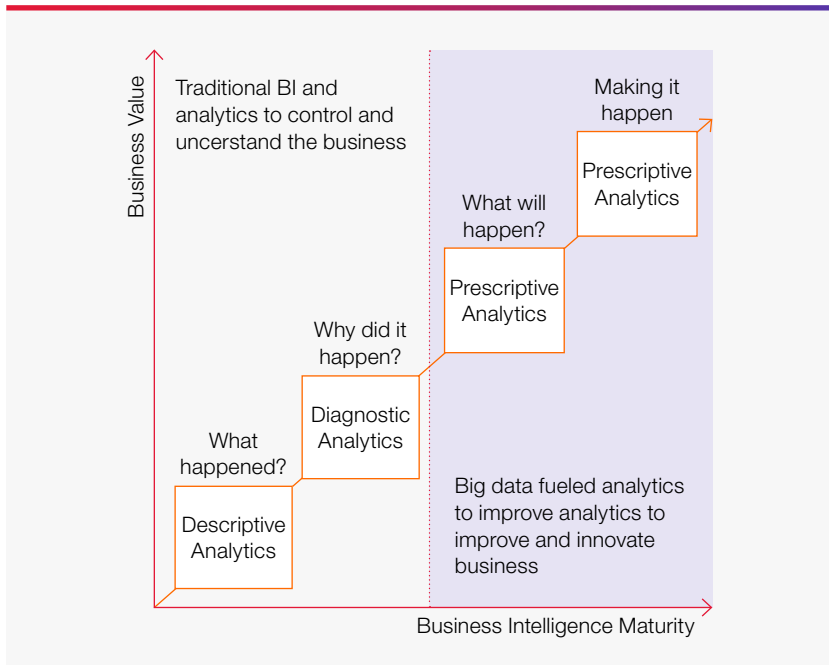 Business Value
Traditional BI and
analytics to control and
uncerstand the business
Making it
happen
Prescriptive
Analytics
What will
happen?
Prescriptive
Analytics
Why did it
happen?
Diagnostic
Analytics
What
happened?
Descriptive
Analytics
Big data fueled analytics
to improve analytics to
improve and innovate
business
Business Intelligence Maturity